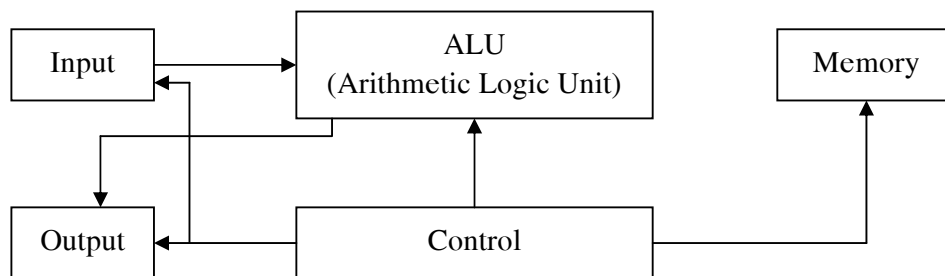 Input
ALU
(Arithmetic Logic Unit)
Memory
Output
Control